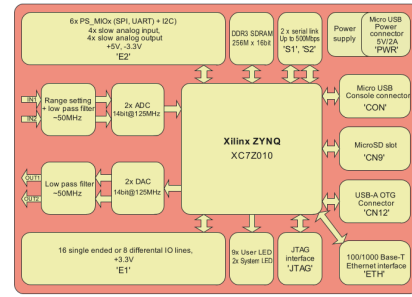 6x PS_MIOx (SPI, UART) + I2C)
4x slow analog input,
4x slow analog output
+5V, -3.3V
'E2'
DDR3 SDRAM
256M x 16bit
2 x serial link
Up to 500Mbps
'S1', 'S2'
Power
supply
Micro USB
Power
connector
5V/2A
'PWR'
IN1
IN2
Range setting
+ low pass filter
~50MHz
2x ADC
14bit@125MHz
Xilinx ZYNQ
XC7Z010
Micro USB
Console connector
'CON'
MicroSD slot
'CN9'
OUT1
OUT2
Low pass filter
~50MHz
2x DAC
14bit@125MHz
USB-A OTG
Connector
'CN12'
16 single ended or 8 differential IO lines,
+3.3V
'E1'
9x User LED
2x System LED
JTAG
interface
'JTAG'
100/1000 Base-T
Ethernet interface
'ETH'